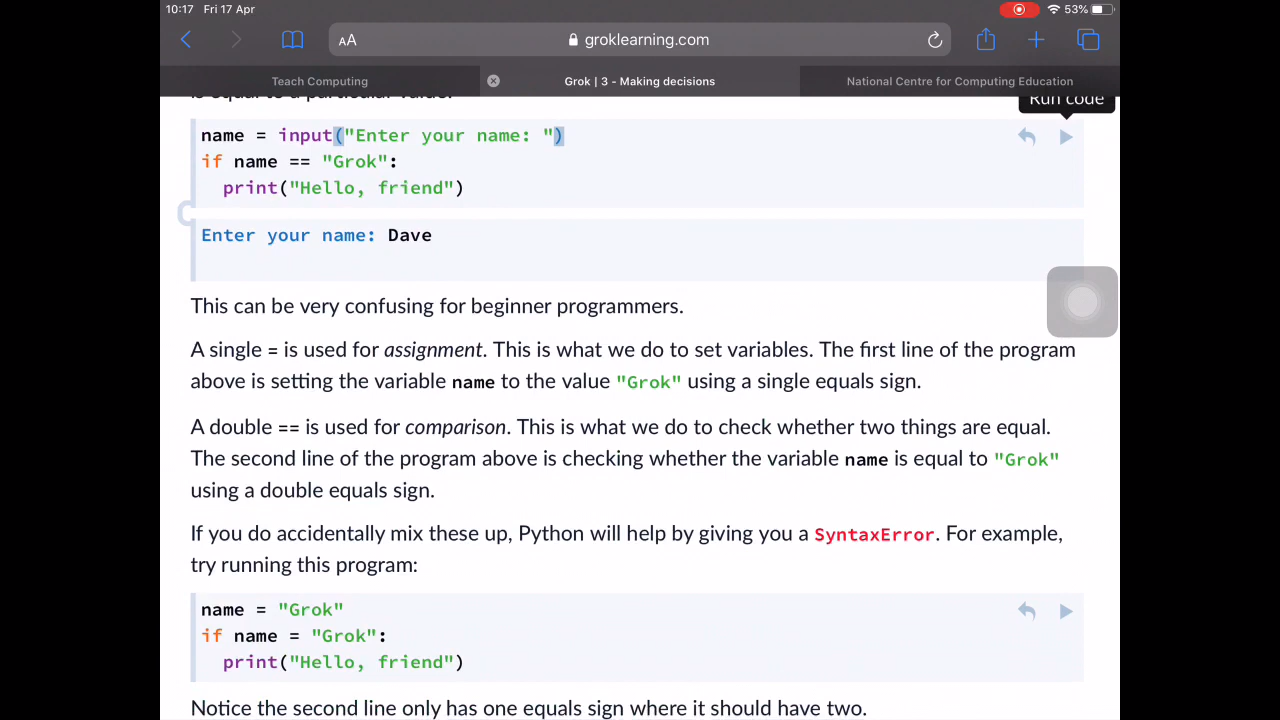 10:17 Fri 17 Apr 53%
AA groklearning.com
Teach Computing Grok | 3 - Making decisions National Centre for Computing Education
is equal to a particular value.
Run code
name = input("Enter your name: ")
if name == "Grok":
print("Hello, friend")
Enter your name: Dave
This can be very confusing for beginner programmers.
A single = is used for assignment. This is what we do to set variables. The first line of the program
above is setting the variable name to the value "Grok" using a single equals sign.
A double == is used for comparison. This is what we do to check whether two things are equal.
The second line of the program above is checking whether the variable name is equal to "Grok"
using a double equals sign.
If you do accidentally mix these up, Python will help by giving you a SyntaxError. For example,
try running this program:
name = "Grok"
if name = "Grok":
print("Hello, friend")
Notice the second line only has one equals sign where it should have two.